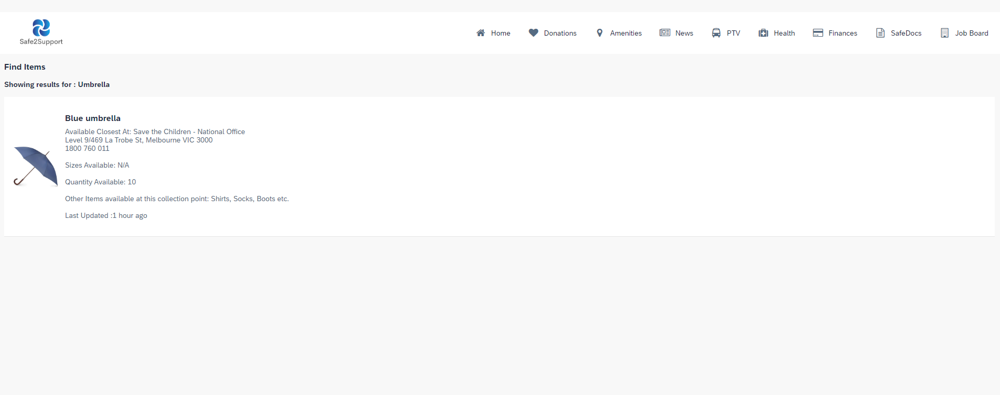 Safe2Support
Home
Donations
Amenities
News
PTV
Health
Finances
SafeDocs
Job Board
Find Items
Showing results for : Umbrella
Blue umbrella
Available Closest At: Save the Children - National Office
Level 9/469 La Trobe St, Melbourne VIC 3000
1800 760 011
Sizes Available: N/A
Quantity Available: 10
Other Items available at this collection point: Shirts, Socks, Boots etc.
Last Updated :1 hour ago